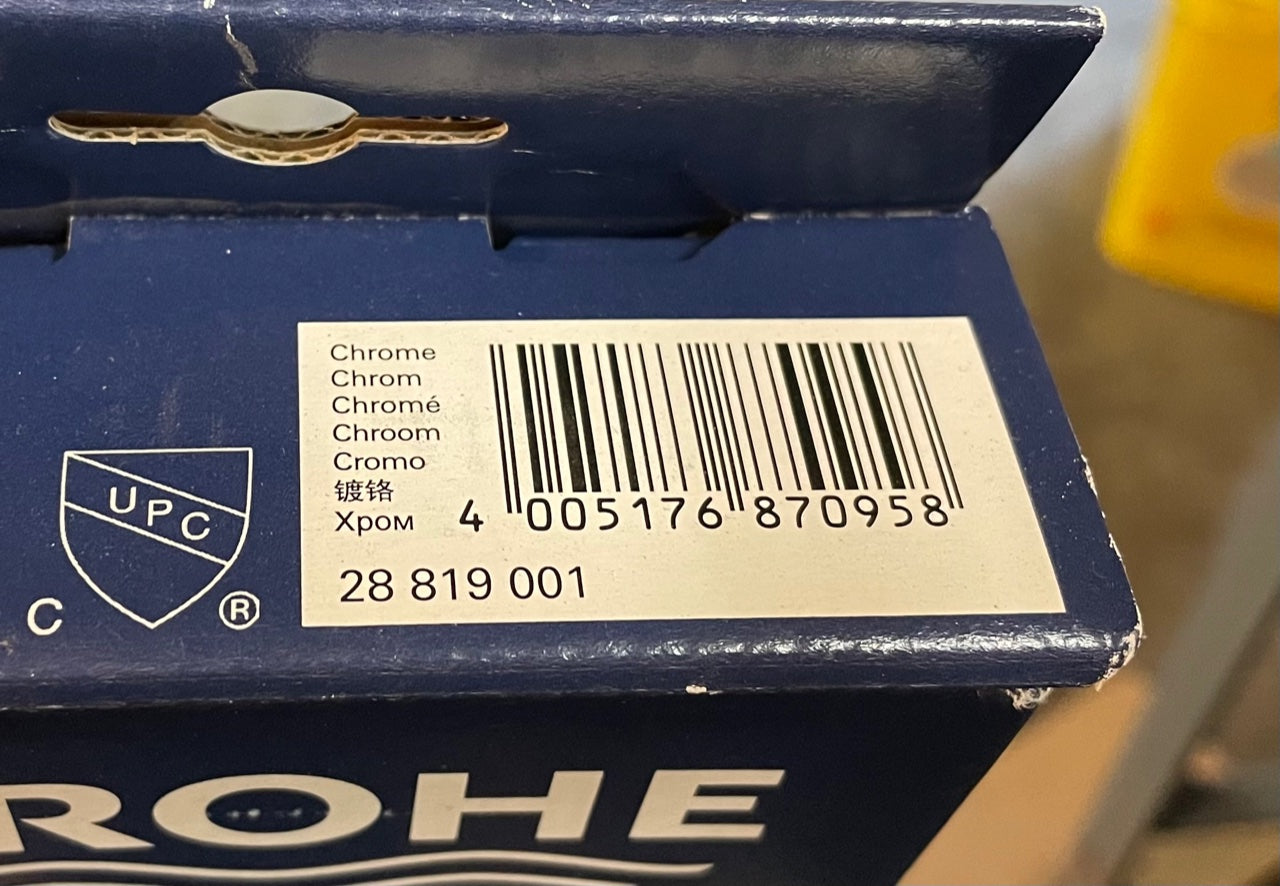 Chrome
Chrom
Chromé
Chroom
Cromo
镀铬
Хром
4 005176 870958
28 819 001
UPC
C ®
ROHE